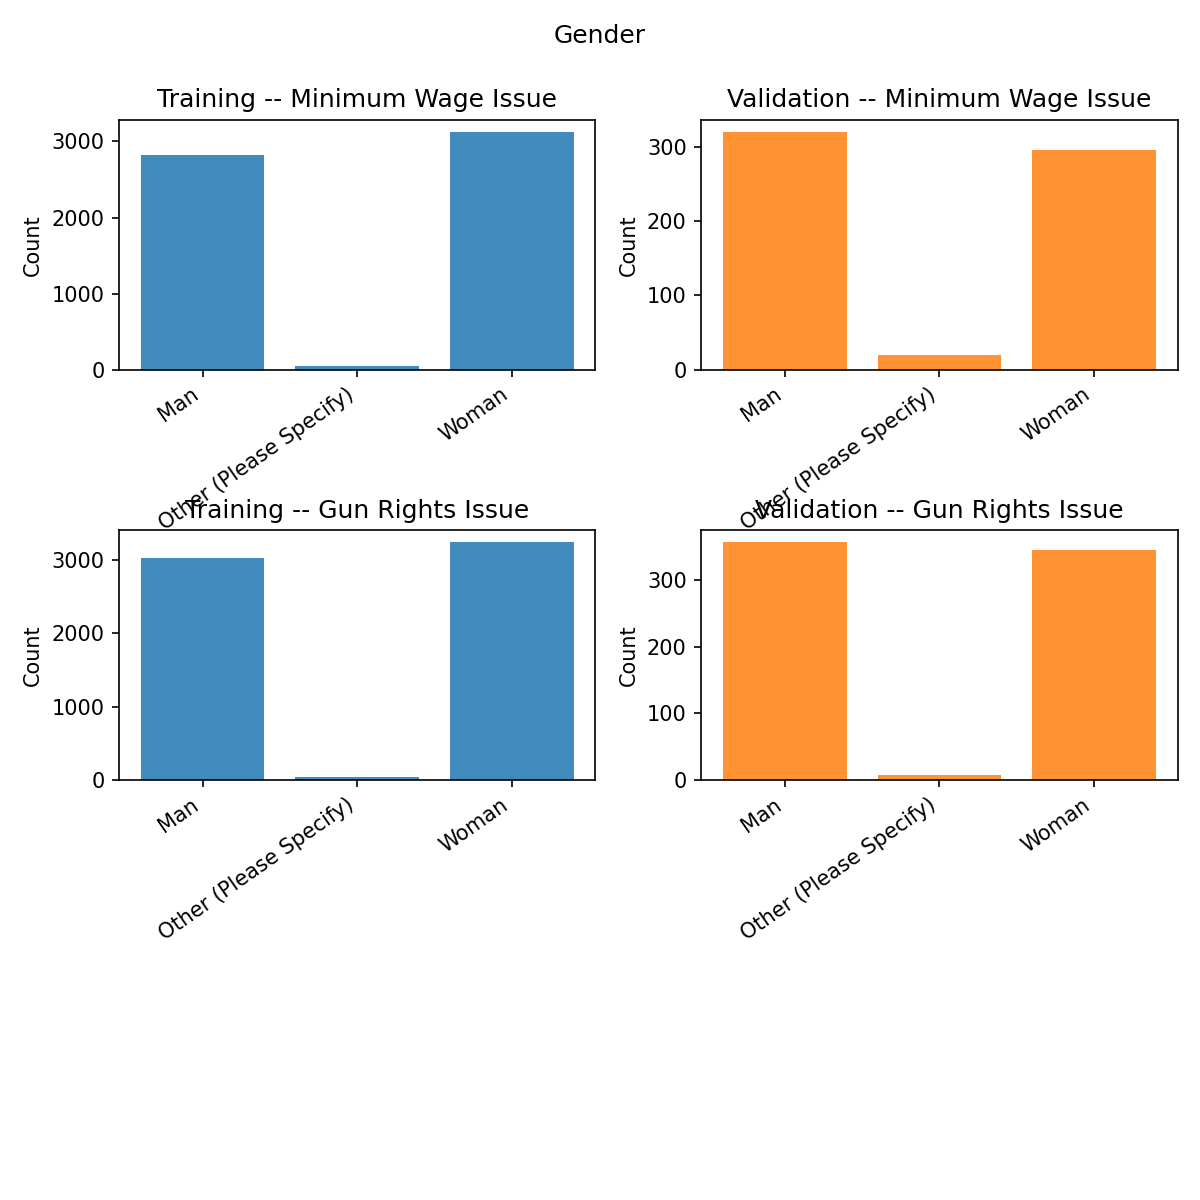 Gender
Training -- Minimum Wage Issue
Count
3000
2000
1000
0
Man
Other (Please Specify)
Woman
Validation -- Minimum Wage Issue
Count
300
200
100
0
Man
Other (Please Specify)
Woman
Training -- Gun Rights Issue
Count
3000
2000
1000
0
Man
Other (Please Specify)
Woman
Validation -- Gun Rights Issue
Count
300
200
100
0
Man
Other (Please Specify)
Woman